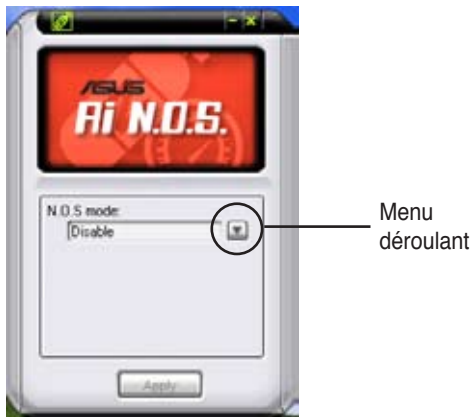 ASUS
Ai N.O.S.
N.O.S mode:
Disable
Menu
déroulant
Apply